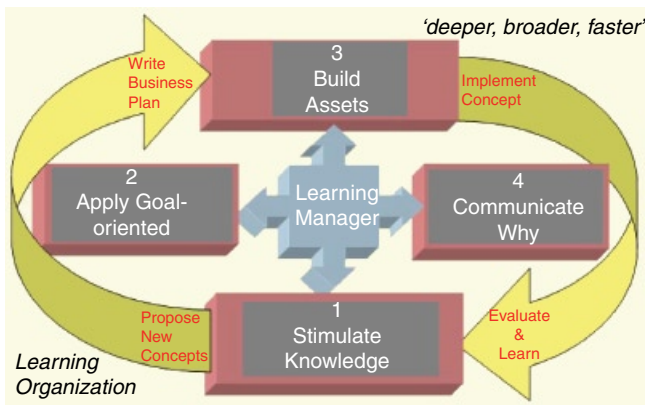 'deeper, broader, faster'
Write
Business
Plan
3
Build
Assets
Implement
Concept
2
Apply Goal-
oriented
Learning
Manager
4
Communicate
Why
Propose
New
Concepts
1
Stimulate
Knowledge
Evaluate
&
Learn
Learning
Organization